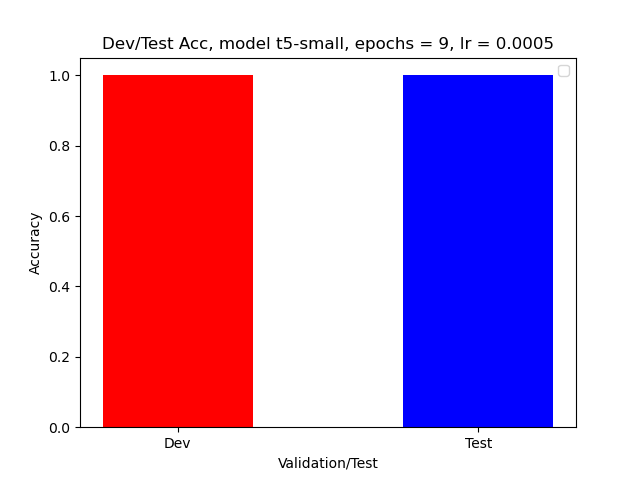 Dev/Test Acc, model t5-small, epochs = 9, lr = 0.0005
1.0
0.8
0.6
0.4
0.2
0.0
Accuracy
Dev
Test
Validation/Test